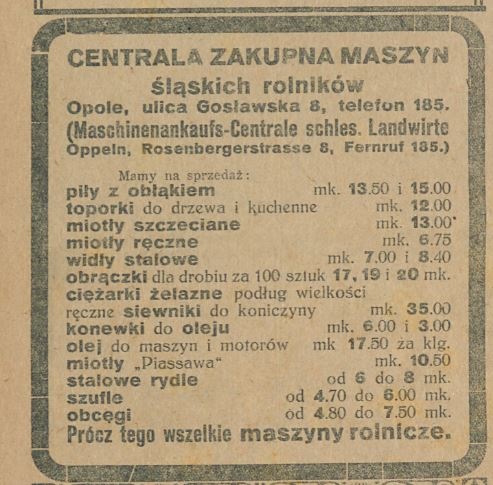 CENTRALA ZAKUPNA MASZYN
śląskich rolników
Opole, ulica Gosławska 8, telefon 185.
(Maschinenankaufs-Centrale schles. Landwirte
Oppeln, Rosenbergerstrasse 8, Fernruf 185.)
Mamy na sprzedaż:
piły z obłąkiem mk. 13.50 i 15.00
toporki do drzewa i kuchenne mk. 12.00
miotły szczeciane mk. 13.00
miotły ręczne mk. 6.75
widły stalowe mk. 7.00 i 8.40
obrączki dla drobiu za 100 sztuk 17, 19 i 20 mk.
ciężarki żelazne podług wielkości
ręczne siewniki do koniczyny mk. 35.00
konewki do oleju mk. 6.00 i 3.00
olej do maszyn i motorów mk 17.50 za klg.
miotły „Piassawa“ mk. 10.50
stalowe rydle od 6 do 8 mk.
szufle od 4.70 do 6.00 mk.
obcęgi od 4.80 do 7.50 mk.
Prócz tego wszelkie maszyny rolnicze.